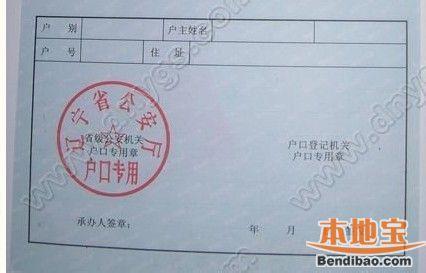 户 别 户主姓名
户 号 住 址
辽宁省公安厅
省级公安机关
户口专用章
户口专用
户口登记机关
户口专用章
承办人签章：
年 月
www.dnygs.com
本地宝
Bendibao.com